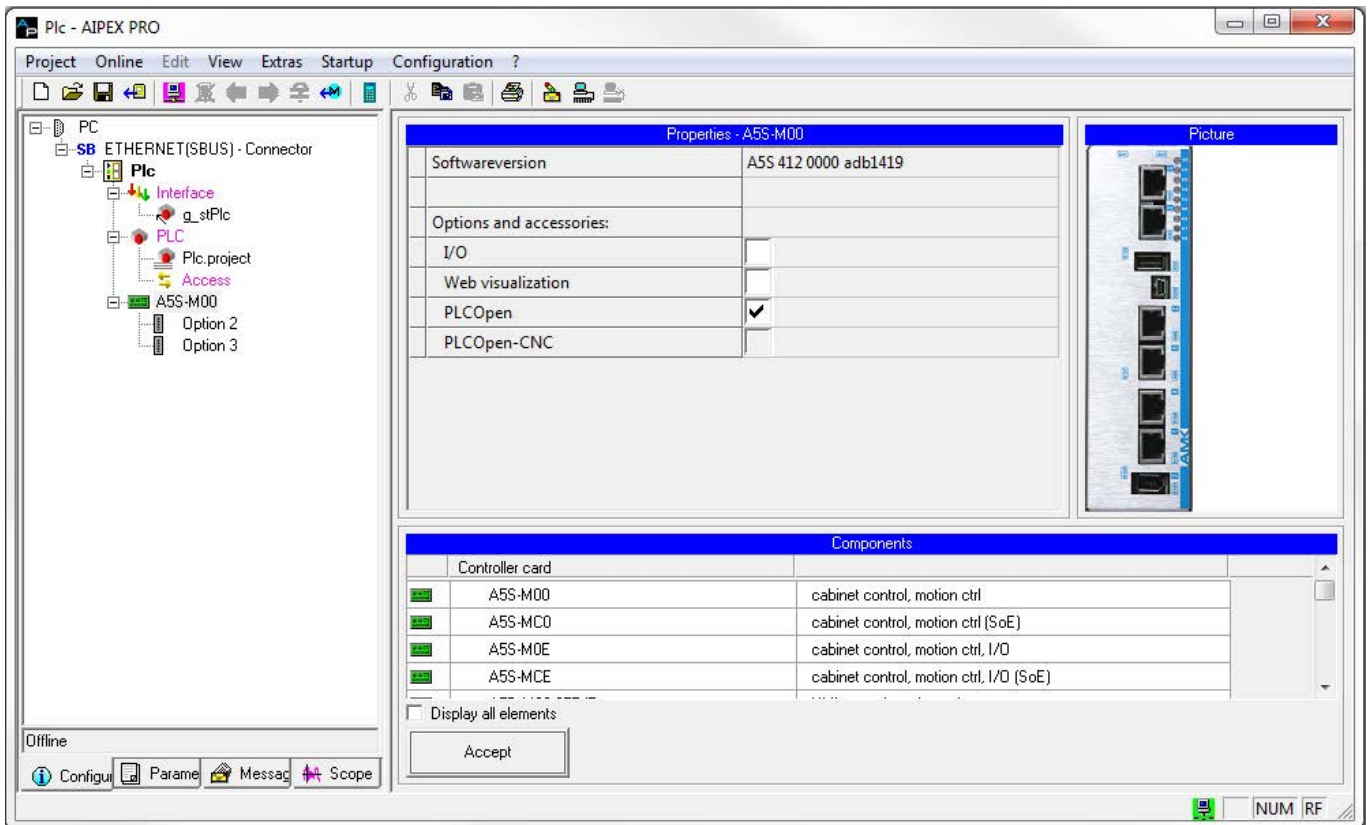 Plc - AIPEX PRO
Project Online Edit View Extras Startup Configuration ?
PC
SB ETHERNET(SBUS) - Connector
Plc
Interface
g_stPlc
PLC
Plc.project
Access
A5S-M00
Option 2
Option 3
Offline
Configur Parame Messag Scope
Properties - A5S-M00
Softwareversion A5S 412 0000 adb1419
Options and accessories:
I/O
Web visualization
PLCOpen
PLCOpen-CNC
Picture
AMK
Components
Controller card
A5S-M00 cabinet control, motion ctrl
A5S-MC0 cabinet control, motion ctrl (SoE)
A5S-M0E cabinet control, motion ctrl, I/O
A5S-MCE cabinet control, motion ctrl, I/O (SoE)
Display all elements
Accept
NUM RF